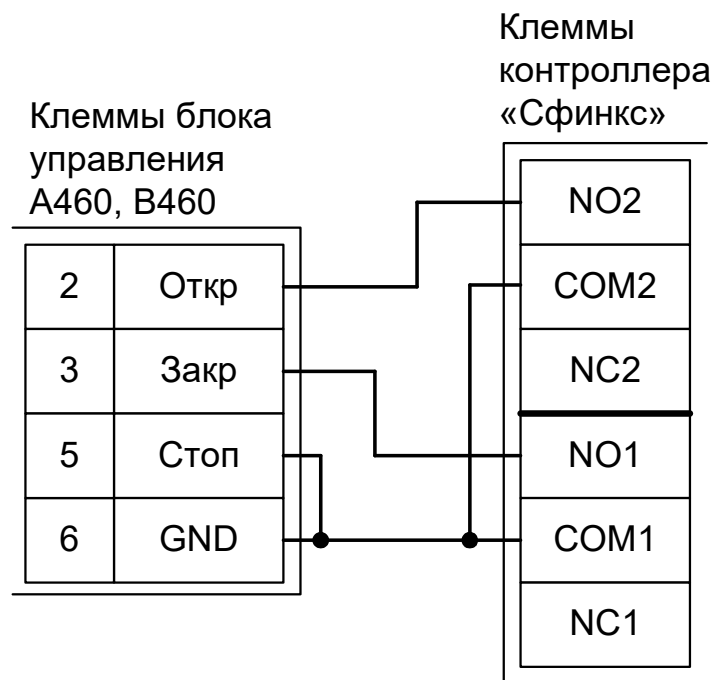 Клеммы
контроллера
«Сфинкс»
Клеммы блока
управления
A460, B460
2 Откр
3 Закр
5 Стоп
6 GND
NO2
COM2
NC2
NO1
COM1
NC1